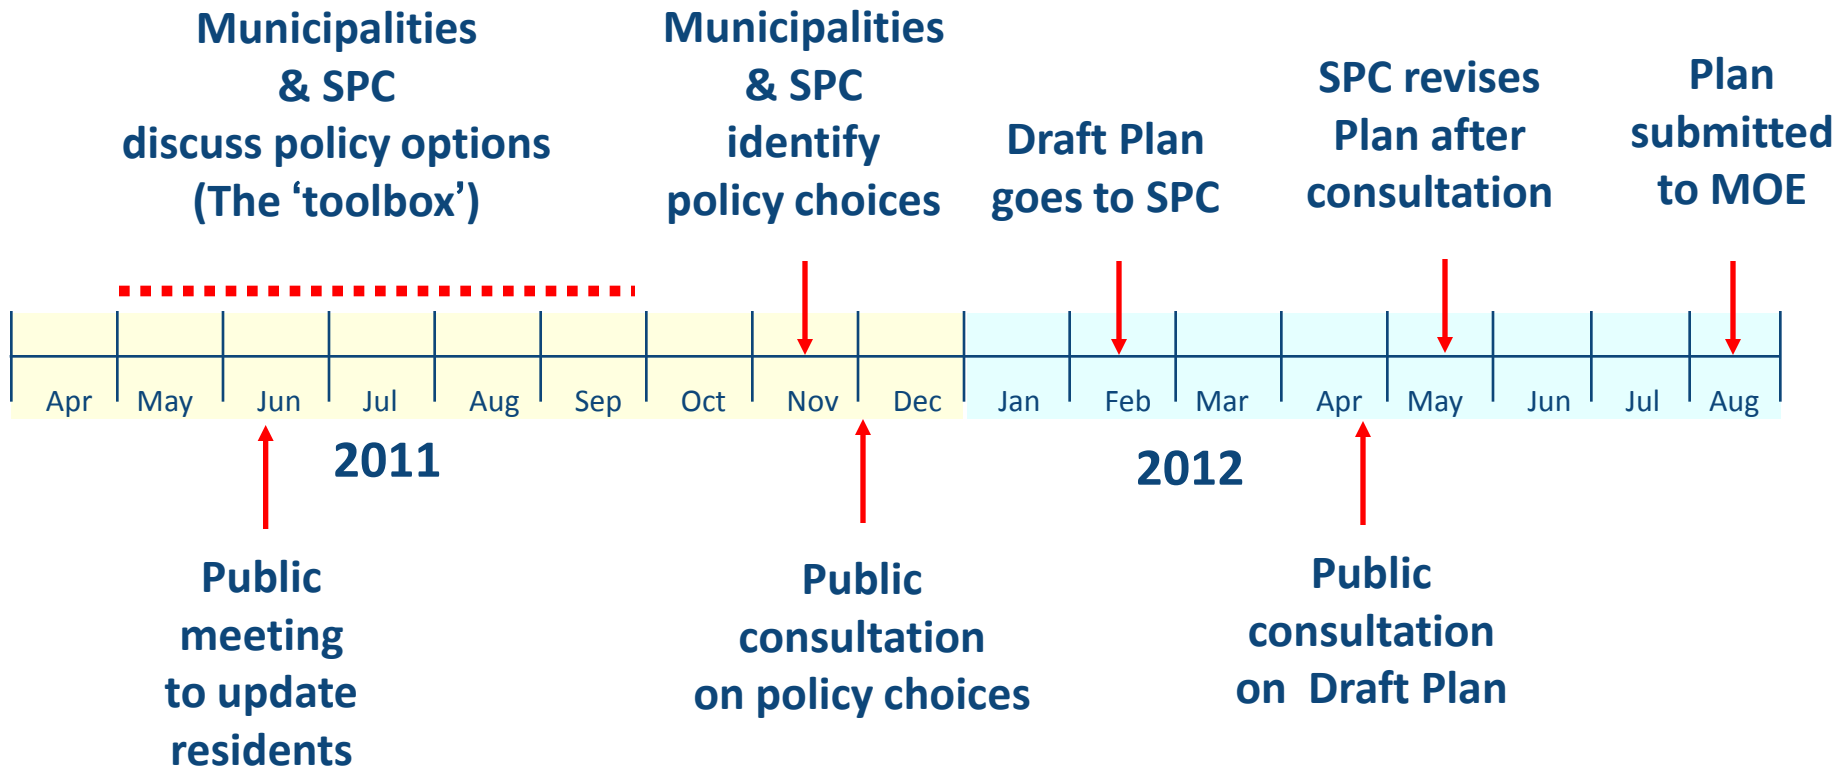 Municipalities
& SPC
discuss policy options
(The ‘toolbox’)
Municipalities
& SPC
identify
policy choices
Draft Plan
goes to SPC
SPC revises
Plan after
consultation
Plan
submitted
to MOE
Apr May Jun Jul Aug Sep Oct Nov Dec Jan Feb Mar Apr May Jun Jul Aug
2011
2012
Public
meeting
to update
residents
Public
consultation
on policy choices
Public
consultation
on Draft Plan